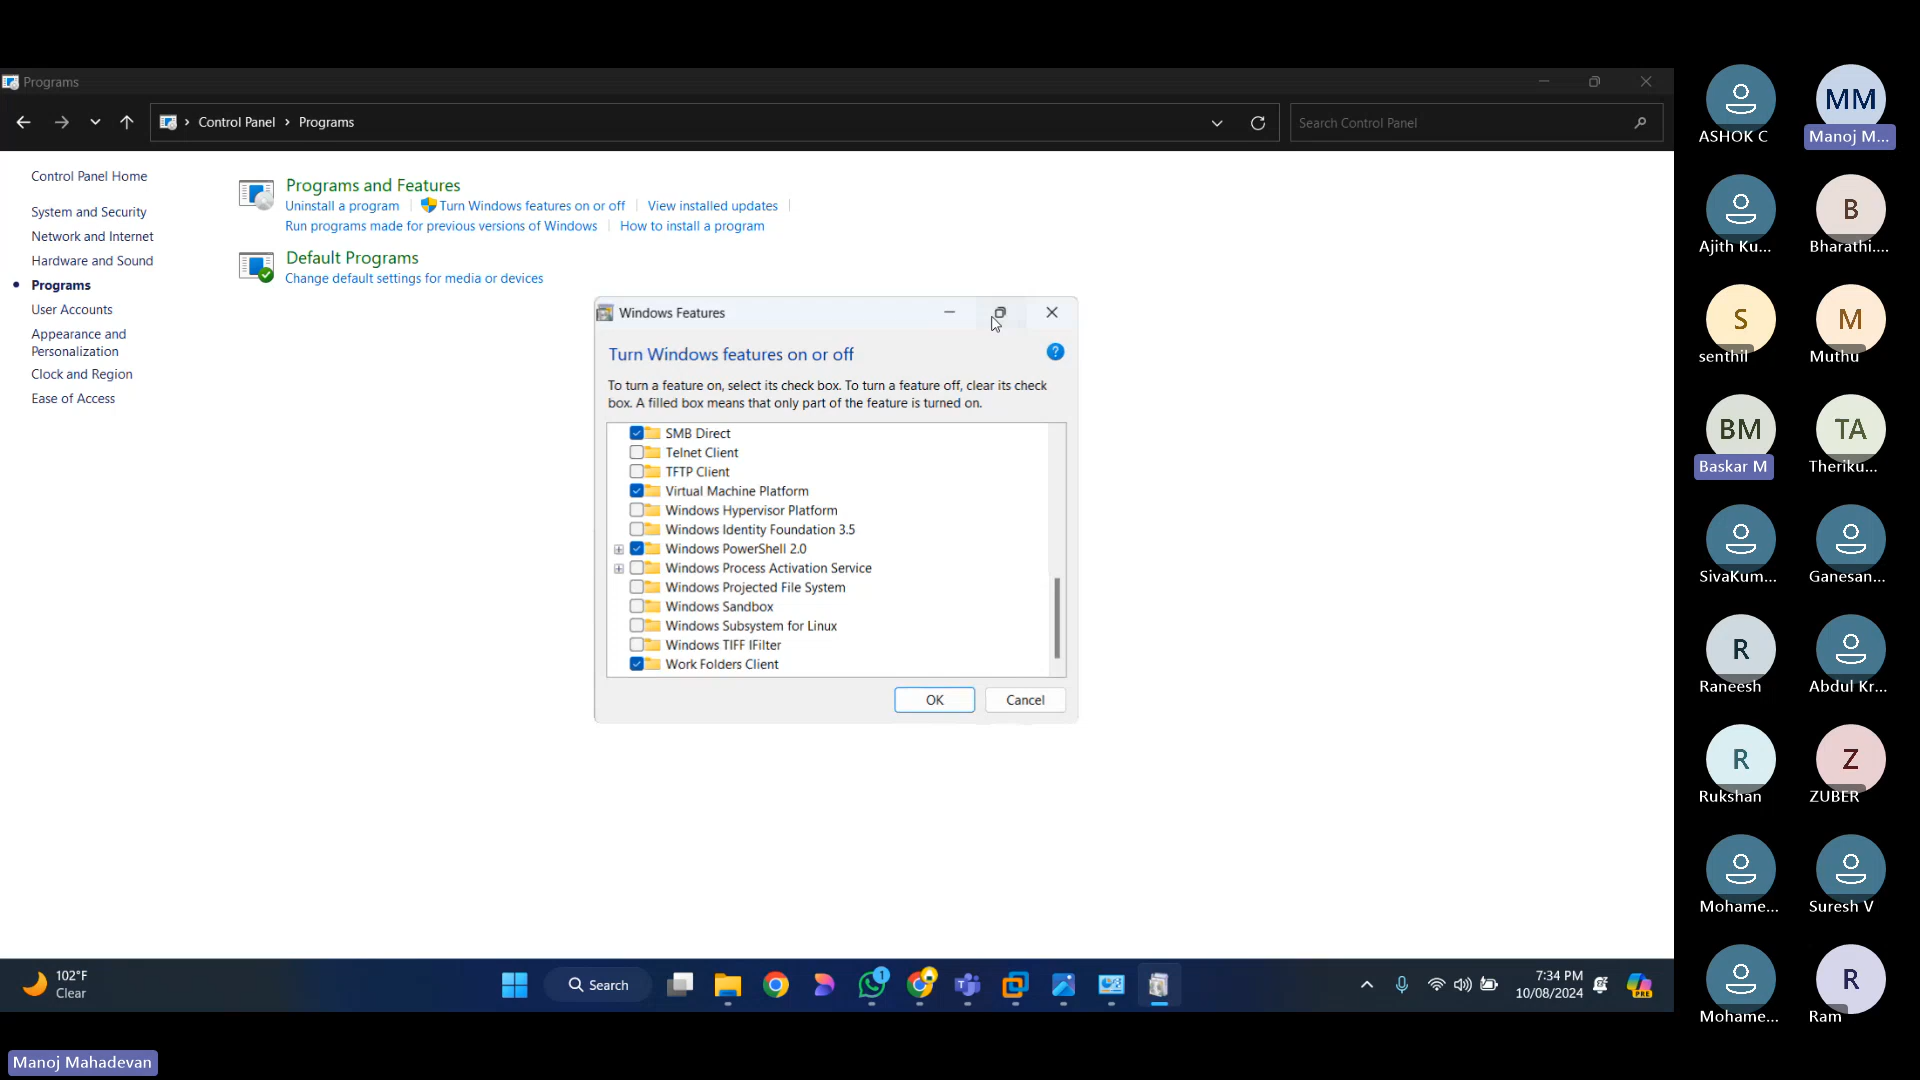 Programs
Control Panel > Programs
Search Control Panel
Control Panel Home
System and Security
Network and Internet
Hardware and Sound
Programs
User Accounts
Appearance and
Personalization
Clock and Region
Ease of Access
Programs and Features
Uninstall a program
Turn Windows features on or off
View installed updates
Run programs made for previous versions of Windows
How to install a program
Default Programs
Change default settings for media or devices
Windows Features
Turn Windows features on or off
?
To turn a feature on, select its check box. To turn a feature off, clear its check
box. A filled box means that only part of the feature is turned on.
SMB Direct
Telnet Client
TFTP Client
Virtual Machine Platform
Windows Hypervisor Platform
Windows Identity Foundation 3.5
Windows PowerShell 2.0
Windows Process Activation Service
Windows Projected File System
Windows Sandbox
Windows Subsystem for Linux
Windows TIFF IFilter
Work Folders Client
OK
Cancel
102°F
Clear
Search
1
7:34 PM
10/08/2024
PRE
Manoj Mahadevan
ASHOK C
MM
Manoj M...
Ajith Ku...
B
Bharathi....
S
senthil
M
Muthu
BM
Baskar M
TA
Theriku...
SivaKum...
Ganesan...
R
Raneesh
Abdul Kr...
R
Rukshan
Z
ZUBER
Mohame...
Suresh V
Mohame...
R
Ram